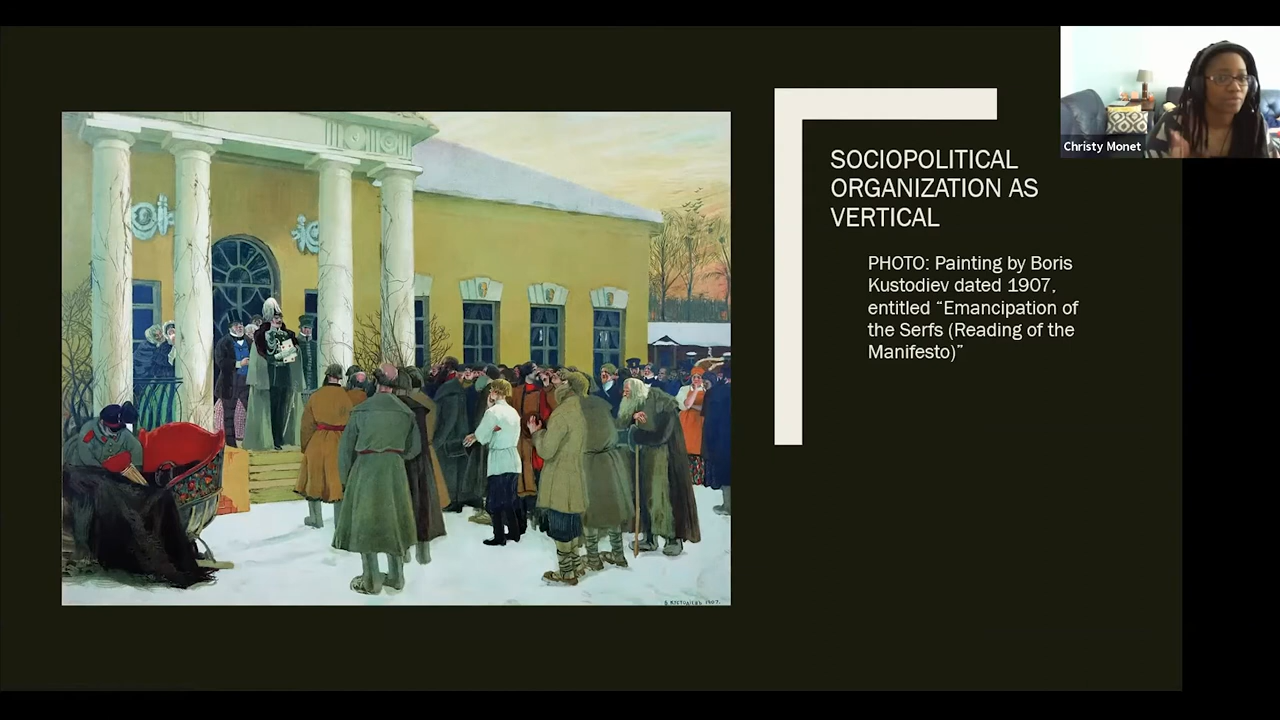 SOCIOPOLITICAL
ORGANIZATION AS
VERTICAL
PHOTO: Painting by Boris
Kustodiev dated 1907,
entitled “Emancipation of
the Serfs (Reading of the
Manifesto)”
Christy Monet